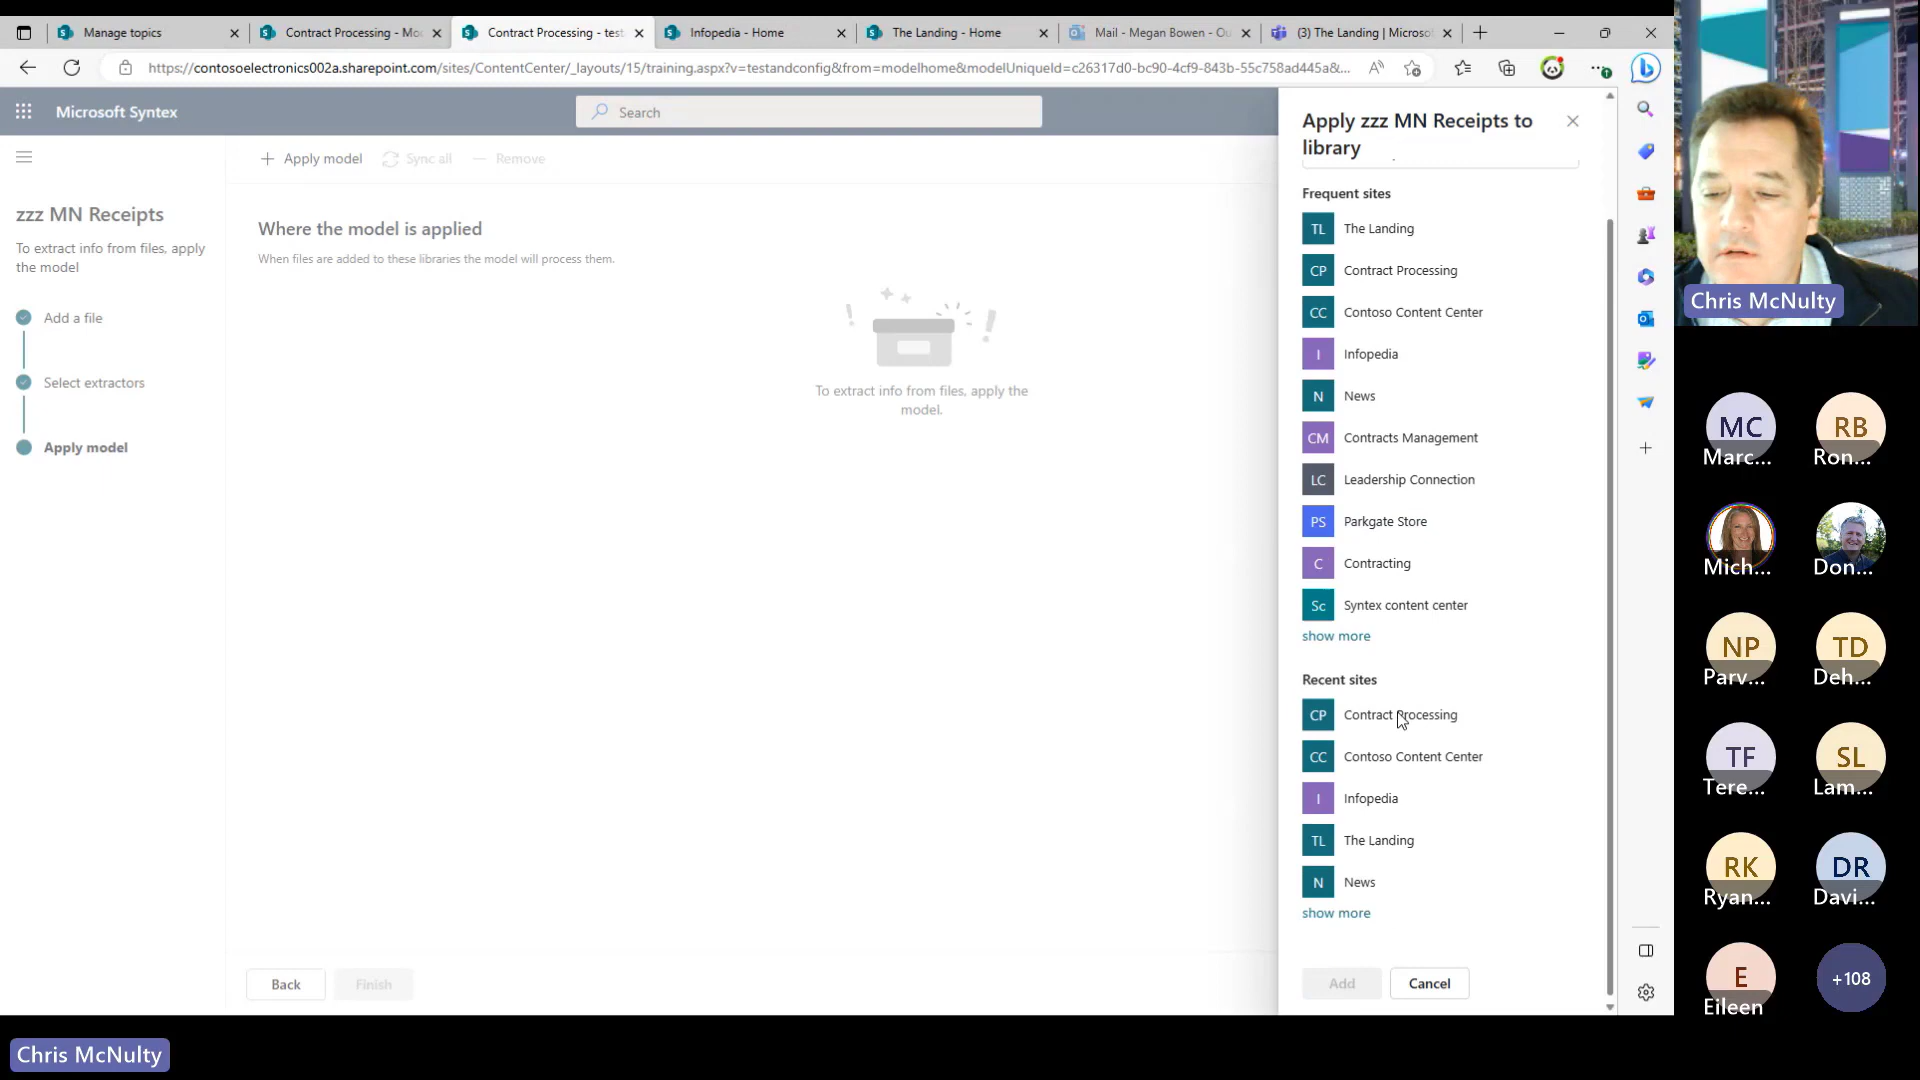 Manage topics
Contract Processing - Mo
Contract Processing - test
Infopedia - Home
The Landing - Home
Mail - Megan Bowen - Ou
(3) The Landing | Microsof
https://contosoelectronics002a.sharepoint.com/sites/ContentCenter/_layouts/15/training.aspx?v=testandconfig&from=modelhome&modelUniqueId=c26317d0-bc90-4cf9-843b-55c758ad445a&...
Microsoft Syntex
Search
zzz MN Receipts
To extract info from files, apply
the model
Add a file
Select extractors
Apply model
Apply model
Sync all
Remove
Where the model is applied
When files are added to these libraries the model will process them.
To extract info from files, apply the
model.
Back
Finish
Apply zzz MN Receipts to
library
Frequent sites
TL The Landing
CP Contract Processing
CC Contoso Content Center
I Infopedia
N News
CM Contracts Management
LC Leadership Connection
PS Parkgate Store
C Contracting
Sc Syntex content center
show more
Recent sites
CP Contract Processing
CC Contoso Content Center
I Infopedia
TL The Landing
N News
show more
Add
Cancel
Chris McNulty
MC
Marc...
RB
Ron...
Mich...
Don...
NP
Parv...
TD
Deh...
TF
Tere...
SL
Lam...
RK
Ryan...
DR
Davi...
E
Eileen
+108
Chris McNulty